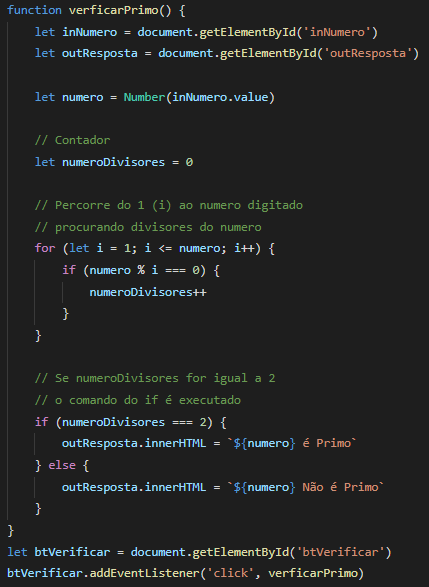 function verficarPrimo() {
    let inNumero = document.getElementById('inNumero')
    let outResposta = document.getElementById('outResposta')

    let numero = Number(inNumero.value)

    // Contador
    let numeroDivisores = 0

    // Percorre do 1 (i) ao numero digitado
    // procurando divisores do numero
    for (let i = 1; i <= numero; i++) {
        if (numero % i === 0) {
            numeroDivisores++
        }
    }

    // Se numeroDivisores for igual a 2
    // o comando do if é executado
    if (numeroDivisores === 2) {
        outResposta.innerHTML = `${numero} é Primo`
    } else {
        outResposta.innerHTML = `${numero} Não é Primo`
    }
}
let btVerificar = document.getElementById('btVerificar')
btVerificar.addEventListener('click', verficarPrimo)